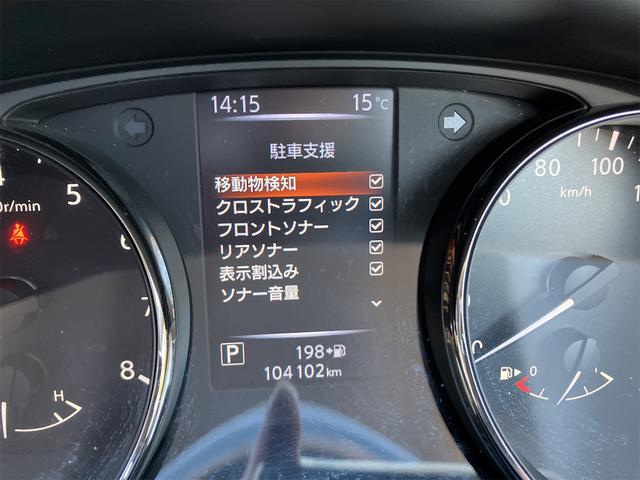 14:15 15℃
駐車支援
移動物検知
クロストラフィック
フロントソナー
リアソナー
表示割込み
ソナー音量
P 198
104102km
5
6
7
8
r/min
H
80
100
km/h
0
0